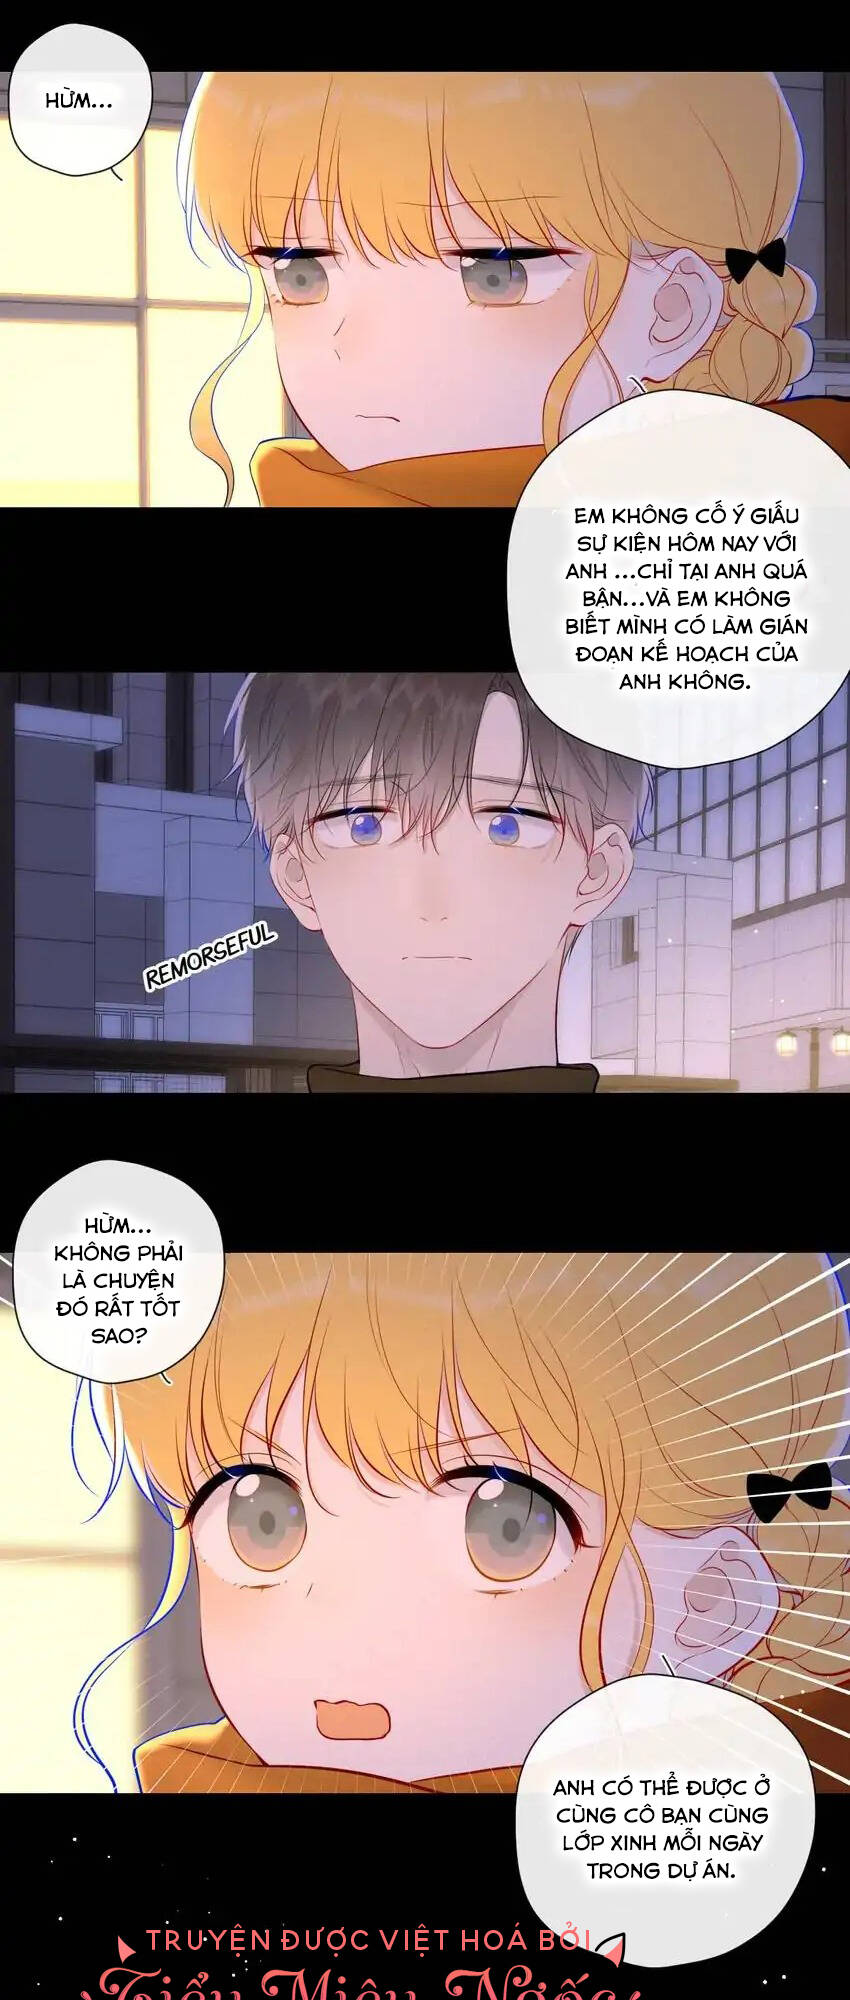 HỪM...
EM KHÔNG CỐ Ý GIẤU
SỰ KIỆN HÔM NAY VỚI
ANH ...CHỈ TẠI ANH QUÁ
BẬN...VÀ EM KHÔNG
BIẾT MÌNH CÓ LÀM GIÁN
ĐOẠN KẾ HOẠCH CỦA
ANH KHÔNG.
REMORSEFUL
HỪM...
KHÔNG PHẢI
LÀ CHUYỆN
ĐÓ RẤT TỐT
SAO?
ANH CÓ THỂ ĐƯỢC Ở
CÙNG CÔ BẠN CÙNG
LỚP XINH MỖI NGÀY
TRONG DỰ ÁN.
TRUYỆN ĐƯỢC VIỆT HOÁ BỞI
Tiểu Miêu Ngốc